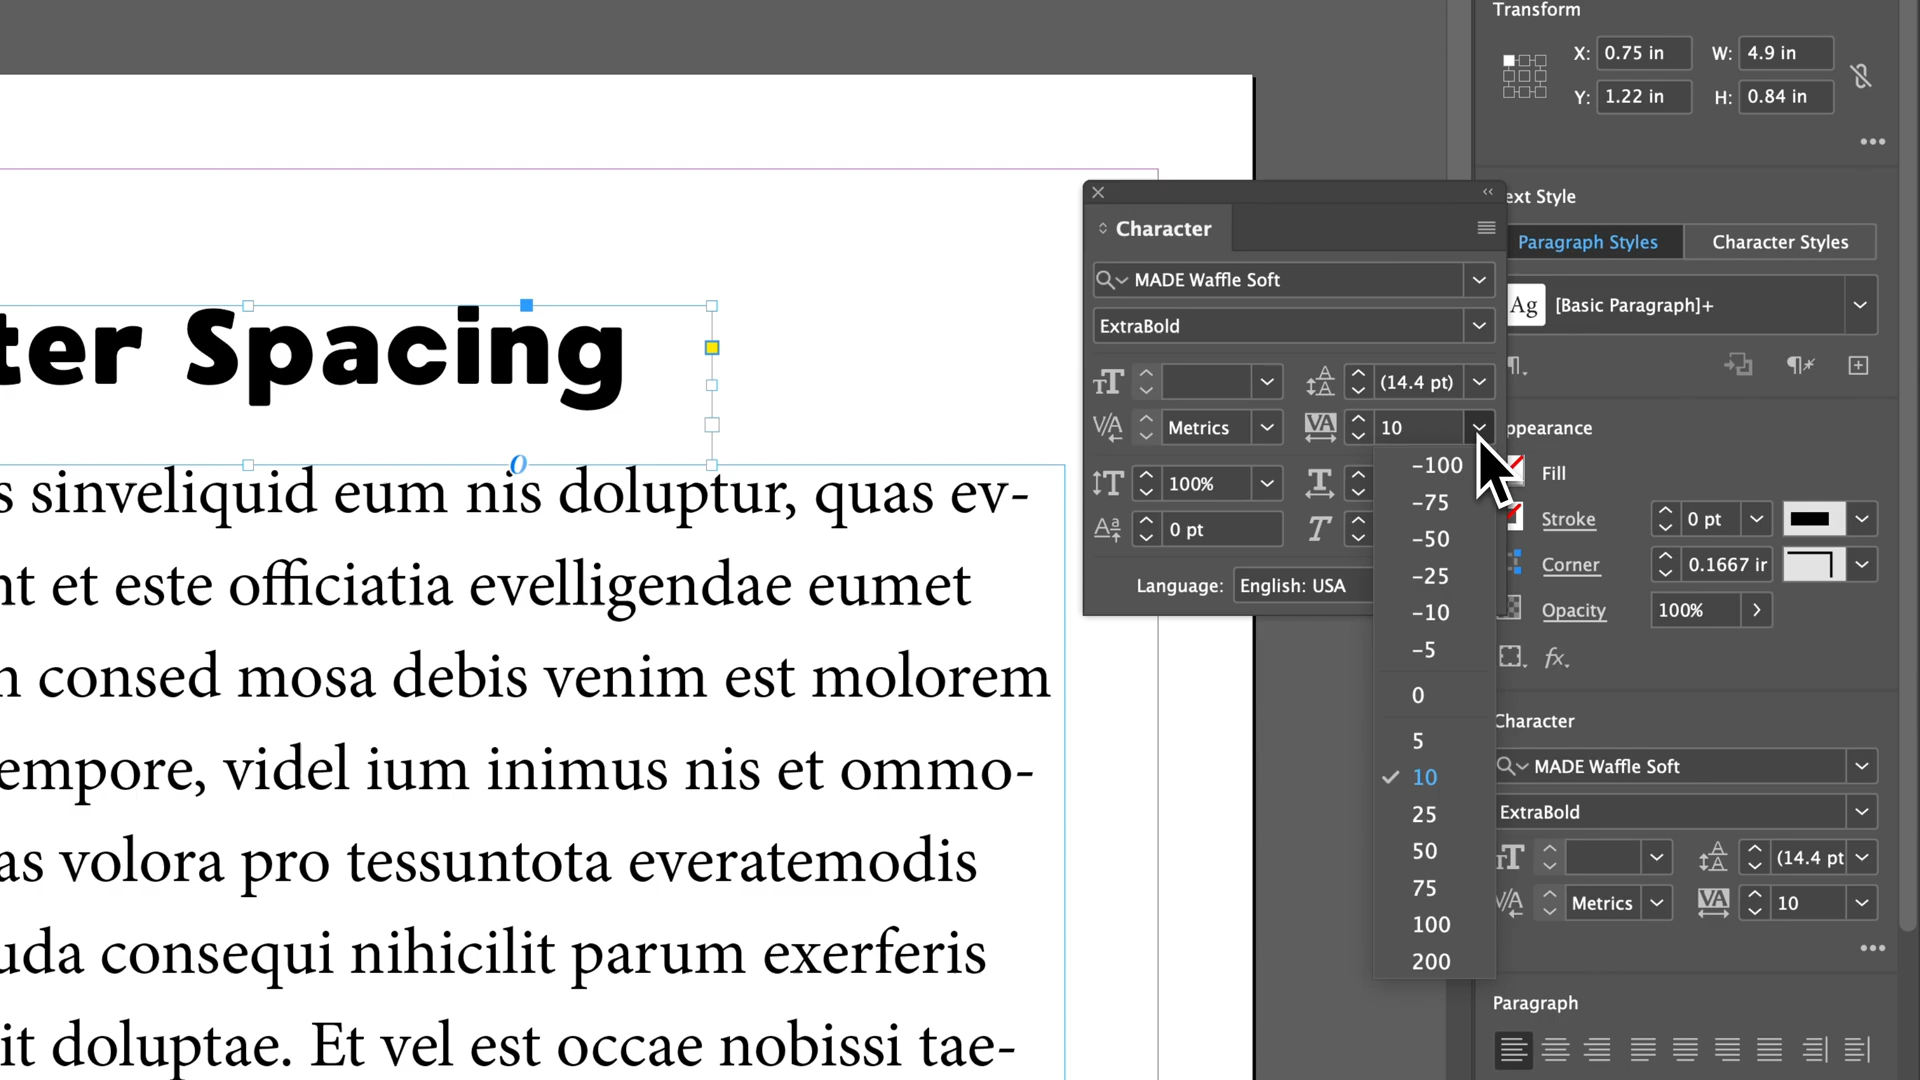 Transform
X: 0.75 in W: 4.9 in
Y: 1.22 in H: 0.84 in
ext Style
Paragraph Styles Character Styles
Ag [Basic Paragraph]+
Character
MADE Waffle Soft
ExtraBold
(14.4 pt)
Metrics 10
100%
0 pt
Language: English: USA
-100
-75
-50
-25
-10
-5
0
5
10
25
50
75
100
200
ppearance
Fill
Stroke 0 pt
Corner 0.1667 ir
Opacity 100%
fx.
Character
MADE Waffle Soft
ExtraBold
(14.4 pt
Metrics 10
Paragraph
ter Spacing
s sinveliquid eum nis doluptur, quas ev-
nt et este officiatia evelligendae eumet
n consed mosa debis venim est molorem
empore, videl ium inimus nis et ommo-
as volora pro tessuntota everatemodis
uda consequi nihicilit parum exerferis
it doluptae. Et vel est occae nobissi tae-